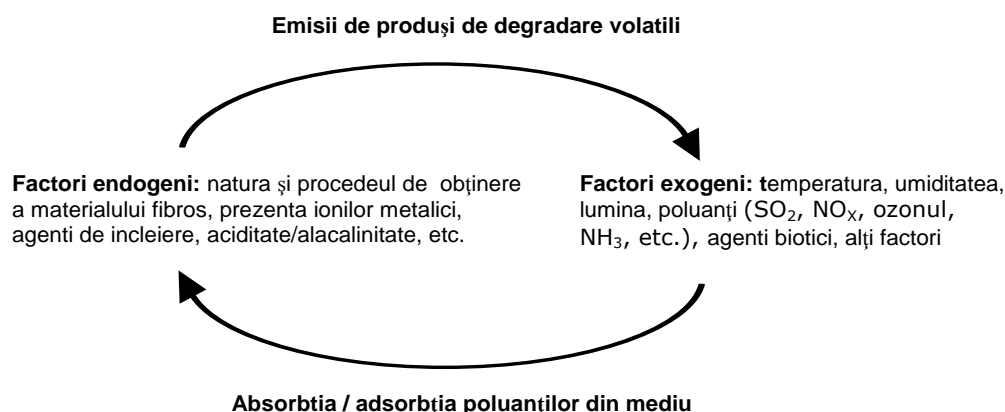 Emisii de produşi de degradare volatili
Factori endogeni: natura şi procedeul de obţinere
a materialului fibros, prezenta ionilor metalici,
agenti de incleiere, aciditate/alacalinitate, etc.
Factori exogeni: temperatura, umiditatea,
lumina, poluanţi (SO₂, NOₓ, ozonul,
NH₃, etc.), agenti biotici, alţi factori
Absorbtia / adsorbţia poluanţilor din mediu